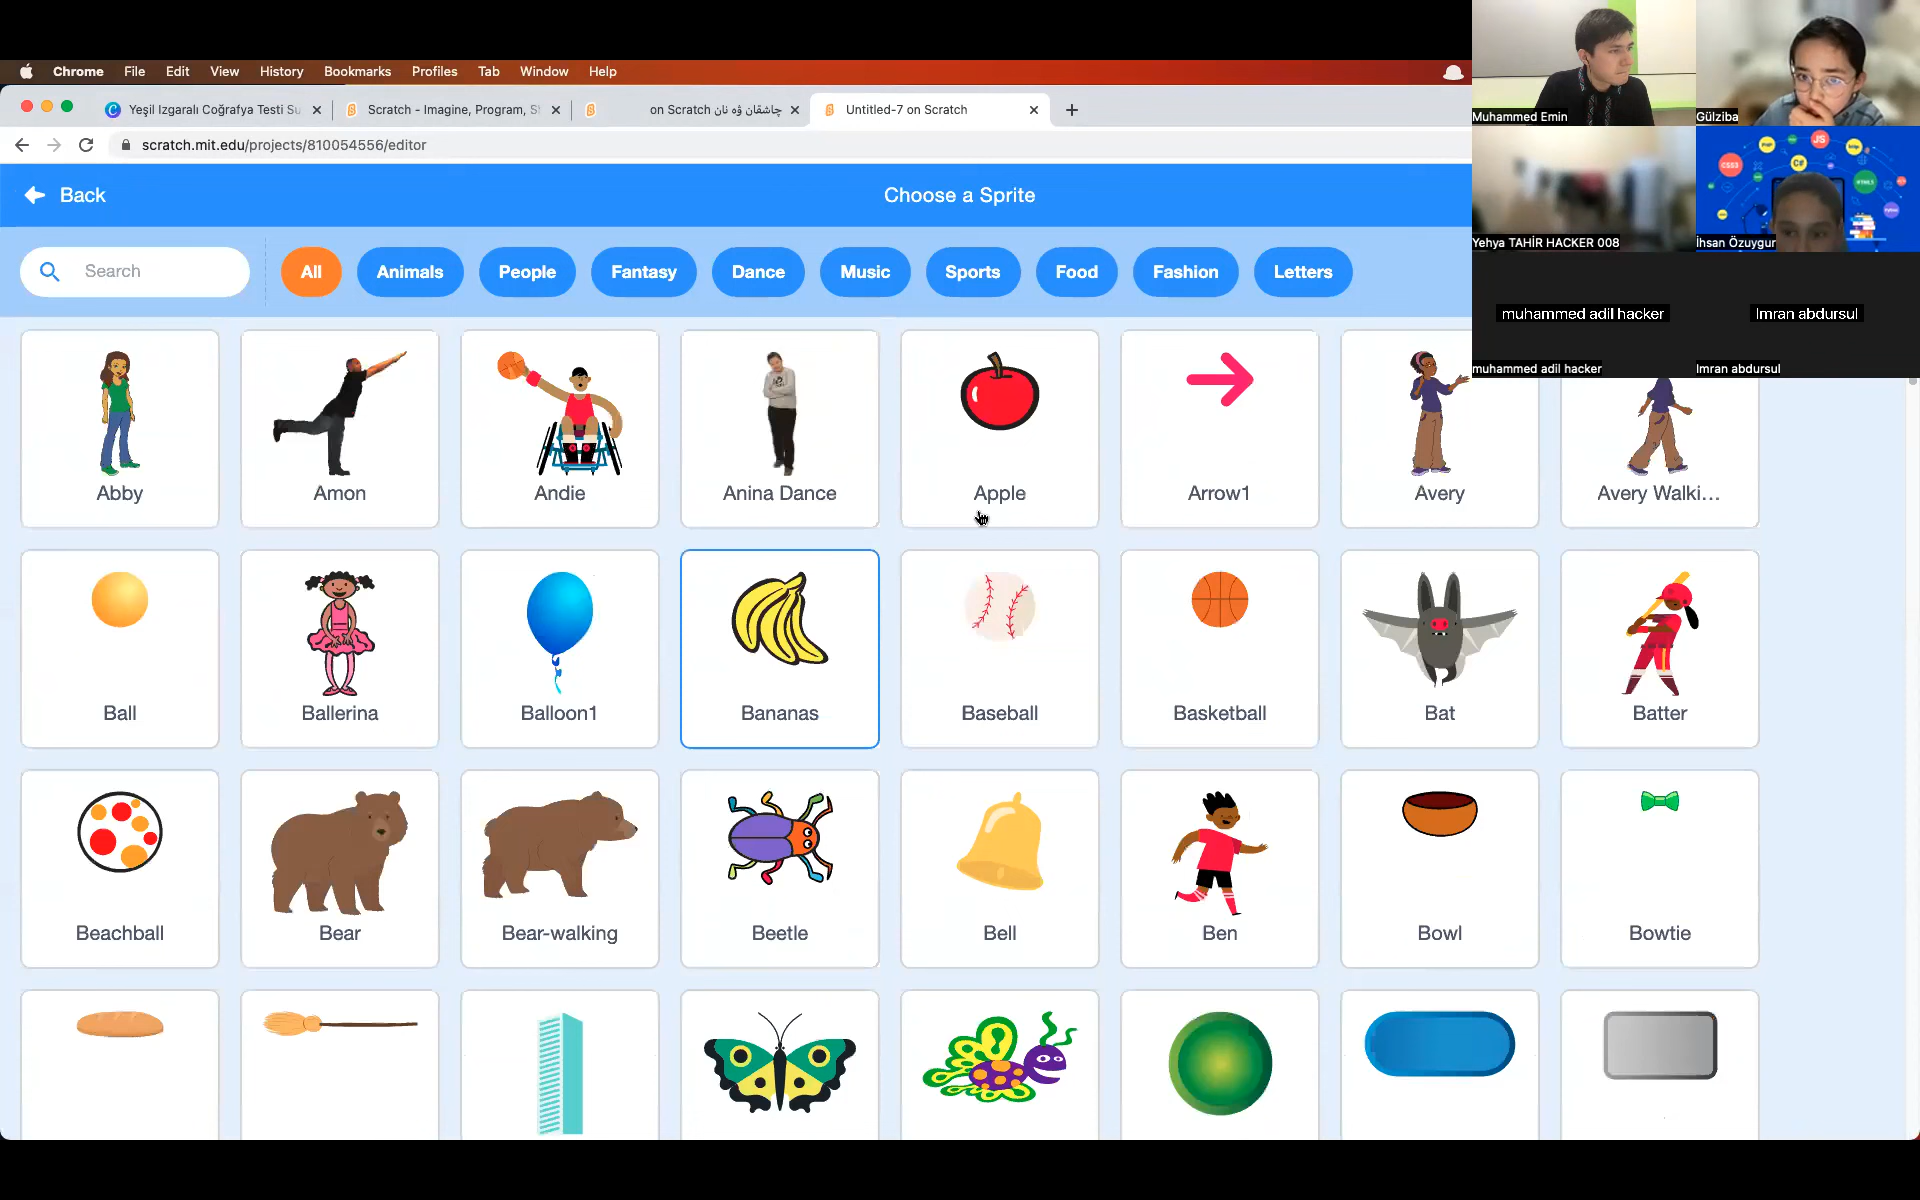 Chrome File Edit View History Bookmarks Profiles Tab Window Help
Yeşil Izgaralı Coğrafya Testi Su
Scratch - Imagine, Program, S
چاشقان ۋە نان on Scratch
Untitled-7 on Scratch
scratch.mit.edu/projects/810054556/editor
Back
Choose a Sprite
Search
All Animals People Fantasy Dance Music Sports Food Fashion Letters
Muhammed Emin
Gülziba
Yehya TAHİR HACKER 008
İhsan Özuygur
muhammed adil hacker
Imran abdursul
muhammed adil hacker
Imran abdursul
Abby Amon Andie Anina Dance Apple Arrow1 Avery Avery Walki...
Ball Ballerina Balloon1 Bananas Baseball Basketball Bat Batter
Beachball Bear Bear-walking Beetle Bell Ben Bowl Bowtie